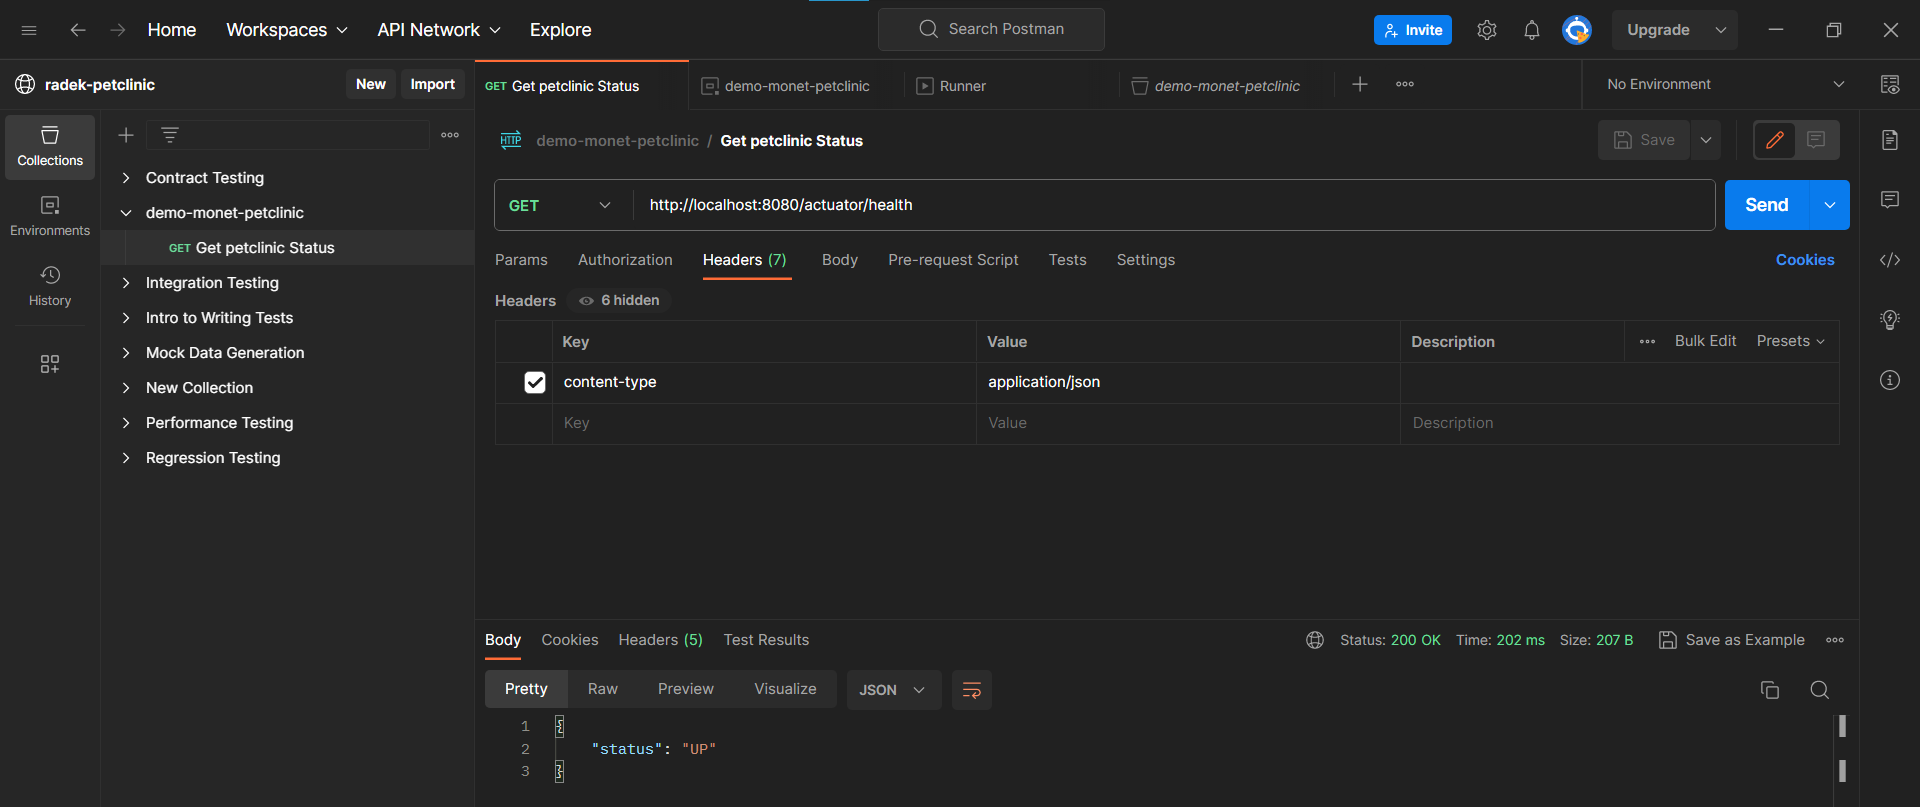 Home Workspaces API Network Explore Search Postman Invite Upgrade
radek-petclinic New Import GET Get petclinic Status demo-monet-petclinic Runner demo-monet-petclinic No Environment
Collections
Environments
History
Contract Testing
demo-monet-petclinic
GET Get petclinic Status
Integration Testing
Intro to Writing Tests
Mock Data Generation
New Collection
Performance Testing
Regression Testing
HTTP demo-monet-petclinic / Get petclinic Status Save
GET http://localhost:8080/actuator/health Send
Params Authorization Headers (7) Body Pre-request Script Tests Settings Cookies
Headers 6 hidden
Key Value Description Bulk Edit Presets
content-type application/json
Key Value Description
Body Cookies Headers (5) Test Results Status: 200 OK Time: 202 ms Size: 207 B Save as Example
Pretty Raw Preview Visualize JSON
1 {
2 "status": "UP"
3 }